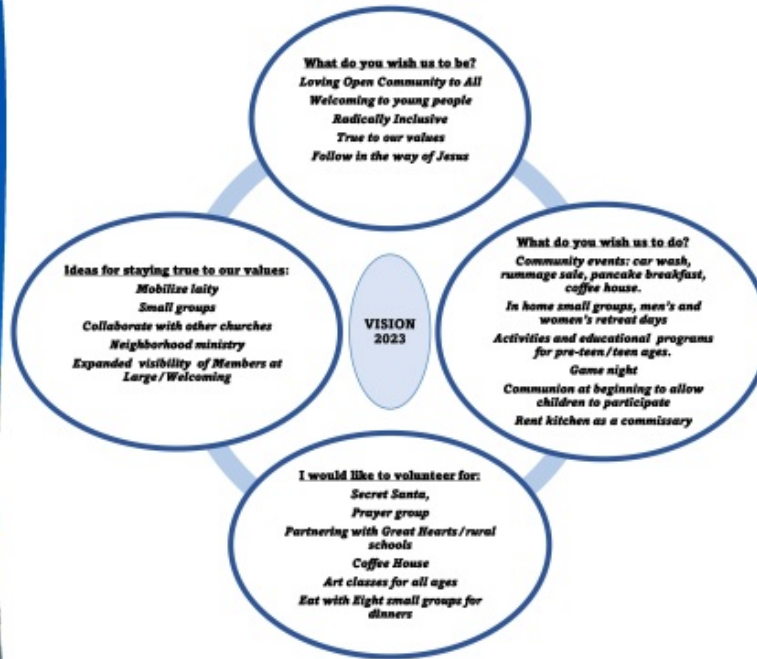 What do you wish us to be?
Loving Open Community to All
Welcoming to young people
Radically Inclusive
True to our values
Follow in the way of Jesus
Ideas for staying true to our values:
Mobilize laity
Small groups
Collaborate with other churches
Neighborhood ministry
Expanded visibility of Members at
Large/Welcoming
VISION
2023
What do you wish us to do?
Community events: car wash,
rummage sale, pancake breakfast,
coffee house.
In home small groups, men's and
women's retreat days
Activities and educational programs
for pre-teen/teen ages.
Game night
Communion at beginning to allow
children to participate
Rent kitchen as a commissary
I would like to volunteer for:
Secret Santa,
Prayer group
Partnering with Great Hearts/rural
schools
Coffee House
Art classes for all ages
Eat with Eight small groups for
dinners